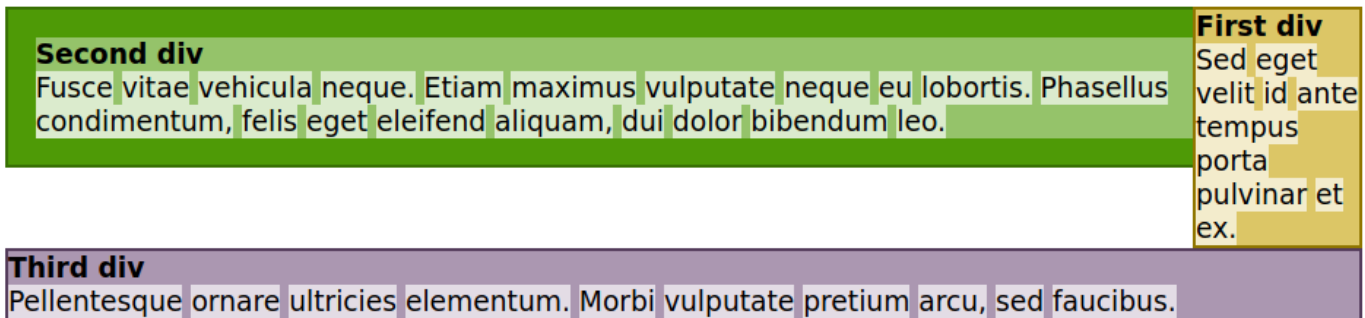 Second div
Fusce vitae vehicula neque. Etiam maximus vulputate neque eu lobortis. Phasellus
condimentum, felis eget eleifend aliquam, dui dolor bibendum leo.
First div
Sed eget
velit id ante
tempus
porta
pulvinar et
ex.
Third div
Pellentesque ornare ultricies elementum. Morbi vulputate pretium arcu, sed faucibus.